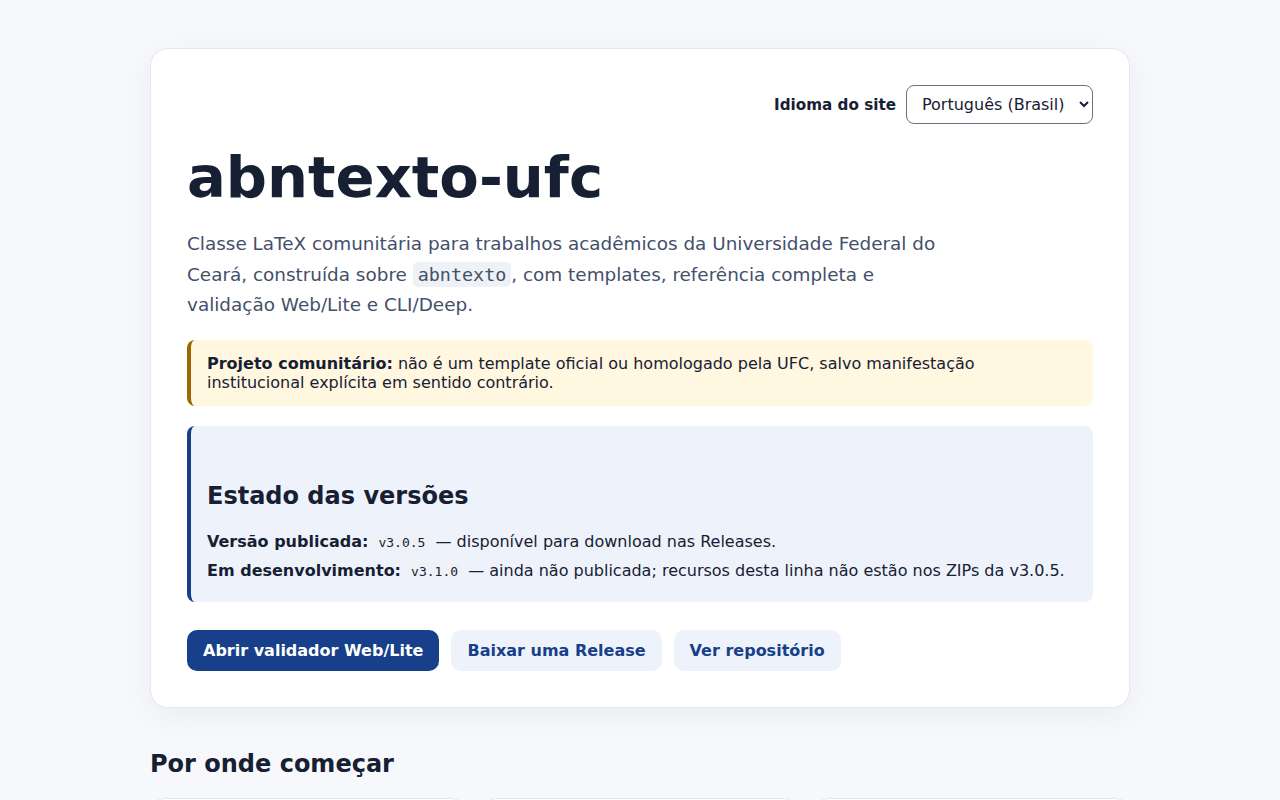 Idioma do site
Português (Brasil)
abntexto-ufc
Classe LaTeX comunitária para trabalhos acadêmicos da Universidade Federal do
Ceará, construída sobre abntexto, com templates, referência completa e
validação Web/Lite e CLI/Deep.
Projeto comunitário: não é um template oficial ou homologado pela UFC, salvo manifestação
institucional explícita em sentido contrário.
Estado das versões
Versão publicada: v3.0.5 — disponível para download nas Releases.
Em desenvolvimento: v3.1.0 — ainda não publicada; recursos desta linha não estão nos ZIPs da v3.0.5.
Abrir validador Web/Lite
Baixar uma Release
Ver repositório
Por onde começar